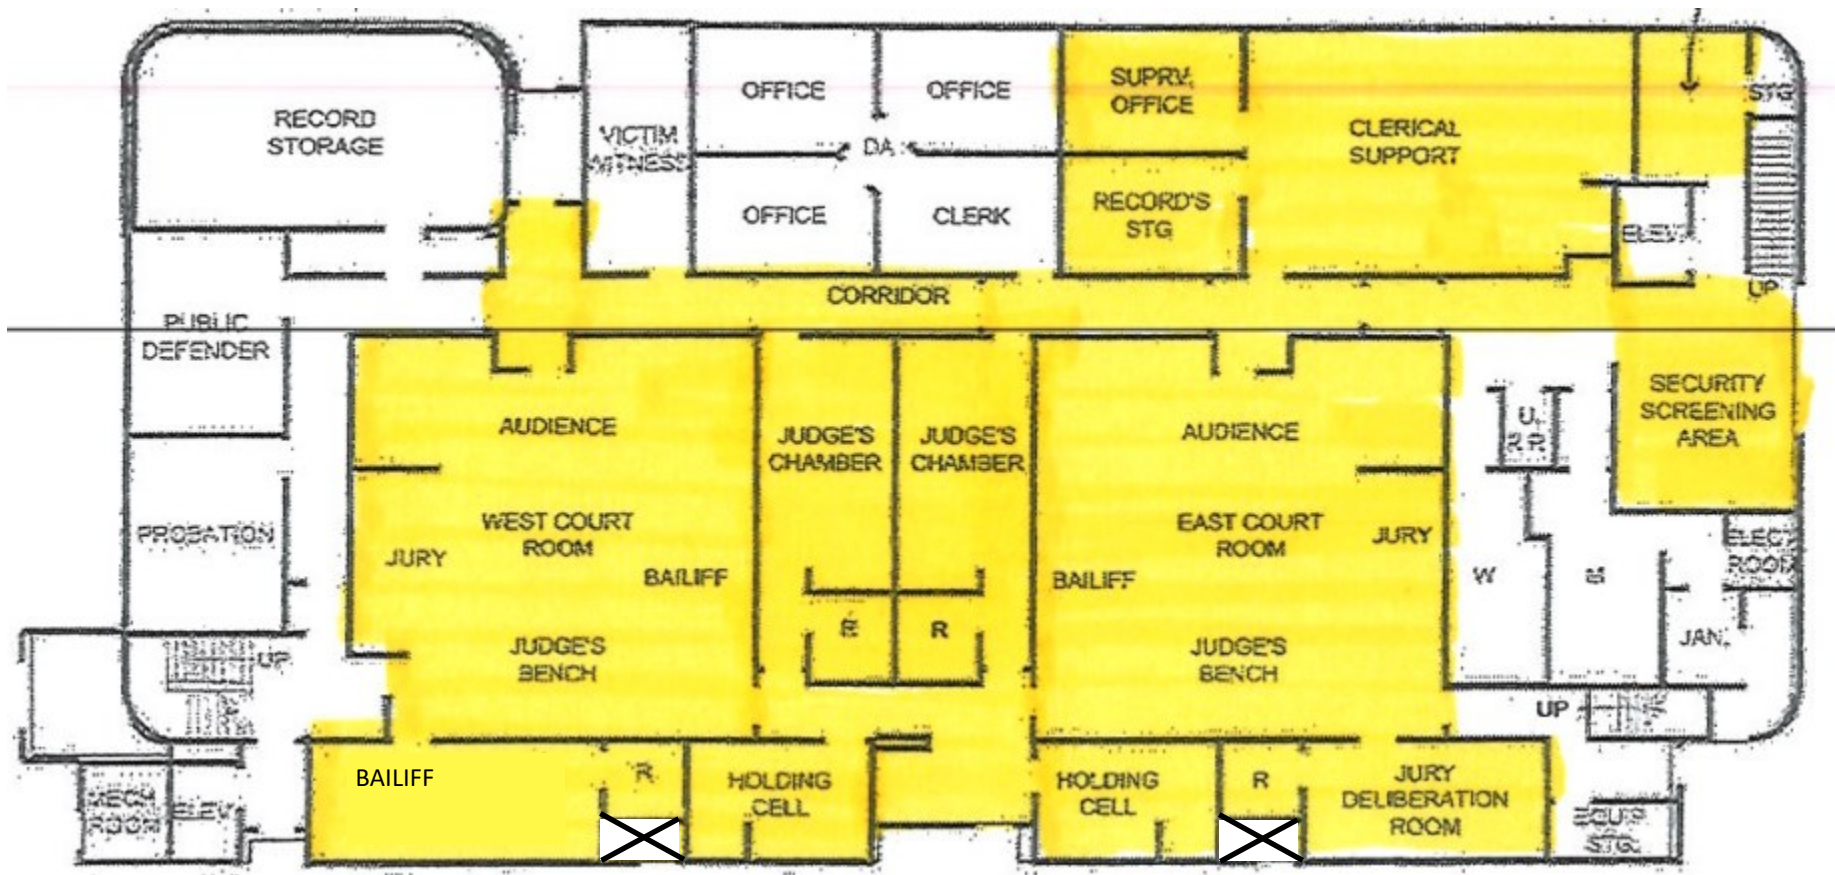 RECORD
STORAGE
VICTIM
WITNESS
OFFICE
OFFICE
DA
OFFICE
CLERK
SUPRV.
OFFICE
RECORD'S
STG
CLERICAL
SUPPORT
STG
ELEV.
UP
CORRIDOR
PUBLIC
DEFENDER
PROBATION
UP
AUDIENCE
WEST COURT
ROOM
JURY
BAILIFF
JUDGE'S
BENCH
JUDGE'S
CHAMBER
JUDGE'S
CHAMBER
R
R
AUDIENCE
EAST COURT
ROOM
JURY
BAILIFF
JUDGE'S
BENCH
U.
R.R.
SECURITY
SCREENING
AREA
W
M
ELECT
ROOM
JAN.
UP
MECH
ROOM
ELEV
BAILIFF
R
HOLDING
CELL
HOLDING
CELL
R
JURY
DELIBERATION
ROOM
EQUIP
STG.